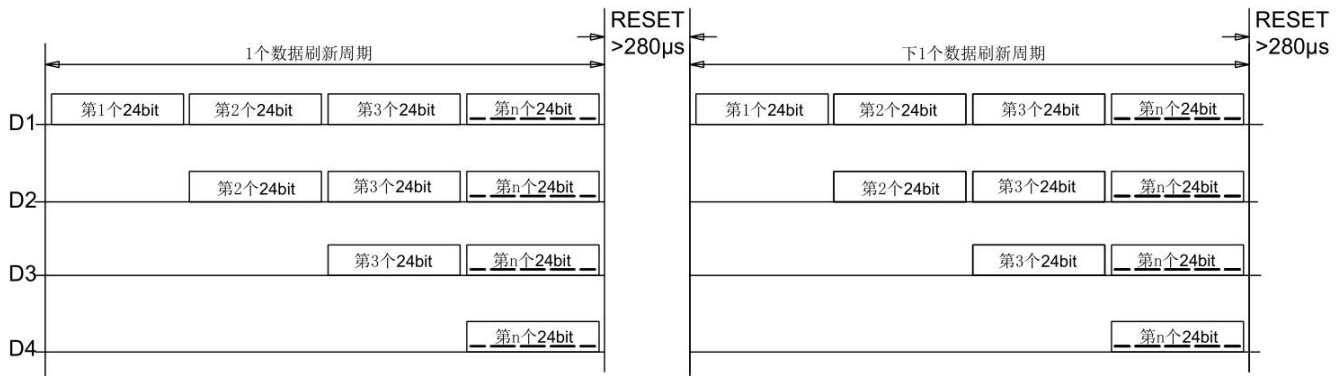 RESET
>280μs
RESET
>280μs
1个数据刷新周期
下1个数据刷新周期
D1
第1个24bit
第2个24bit
第3个24bit
第n个24bit
第1个24bit
第2个24bit
第3个24bit
第n个24bit
D2
第2个24bit
第3个24bit
第n个24bit
第2个24bit
第3个24bit
第n个24bit
D3
第3个24bit
第n个24bit
第3个24bit
第n个24bit
D4
第n个24bit
第n个24bit